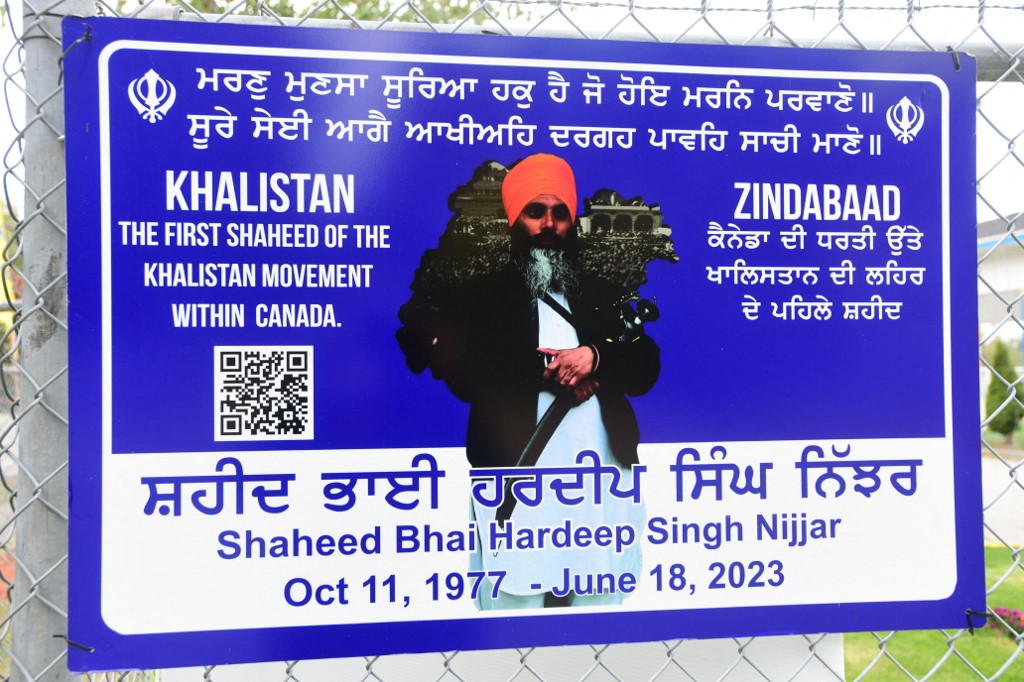 ਮਰਣੁ ਮੁਣਸਾ ਸੂਰਿਆ ਹਕੁ ਹੈ ਜੋ ਹੋਇ ਮਰਨਿ ਪਰਵਾਣੋ॥
ਸੂਰੇ ਸੇਈ ਆਗੈ ਆਖੀਅਹਿ ਦਰਗਹ ਪਾਵਹਿ ਸਾਚੀ ਮਾਣੋ॥
KHALISTAN
THE FIRST SHAHEED OF THE
KHALISTAN MOVEMENT
WITHIN CANADA.
ZINDABAAD
ਕੈਨੇਡਾ ਦੀ ਧਰਤੀ ਉੱਤੇ
ਖਾਲਿਸਤਾਨ ਦੀ ਲਹਿਰ
ਦੇ ਪਹਿਲੇ ਸ਼ਹੀਦ
ਸ਼ਹੀਦ ਭਾਈ ਹਰਦੀਪ ਸਿੰਘ ਨਿੱਝਰ
Shaheed Bhai Hardeep Singh Nijjar
Oct 11, 1977 - June 18, 2023